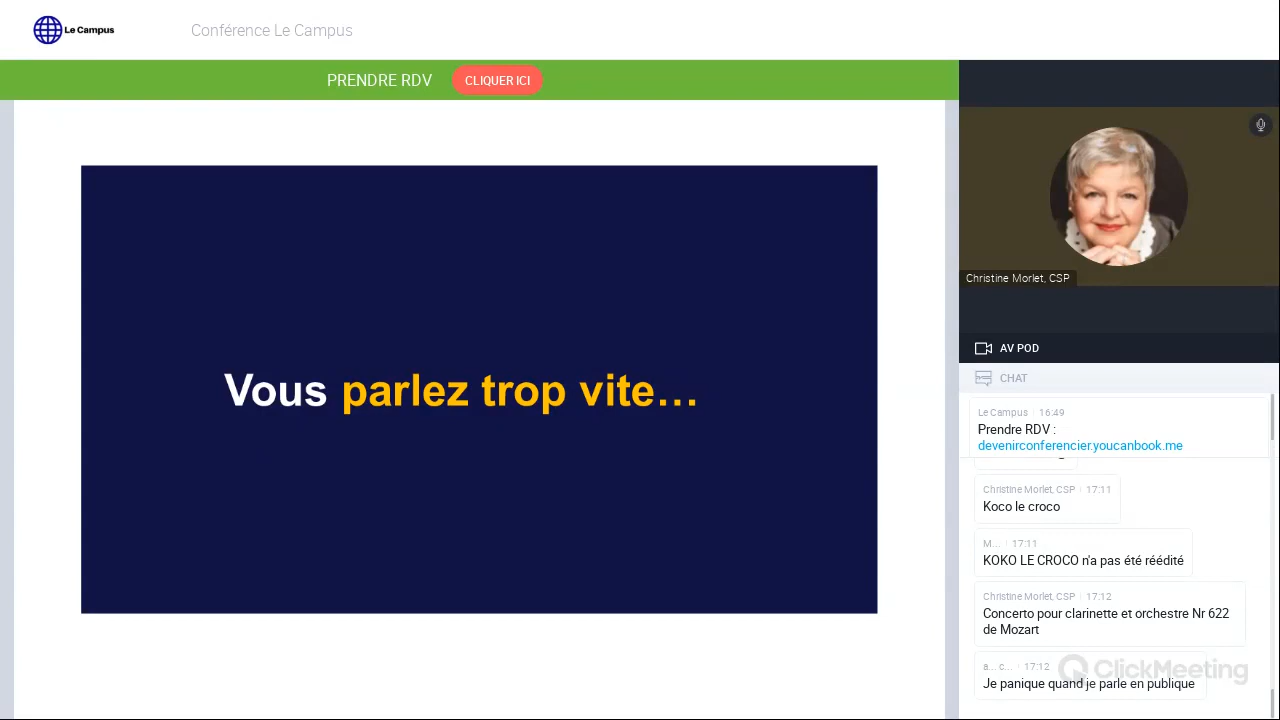 Le Campus
Conférence Le Campus
PRENDRE RDV CLIQUER ICI
Vous parlez trop vite...
Christine Morlet, CSP
AV POD
CHAT
Le Campus 16:49
Prendre RDV :
devenirconferencier.youcanbook.me
Christine Morlet, CSP 17:11
Koco le croco
M... 17:11
KOKO LE CROCO n'a pas été réédité
Christine Morlet, CSP 17:12
Concerto pour clarinette et orchestre Nr 622
de Mozart
a... c... 17:12
Je panique quand je parle en publique
ClickMeeting